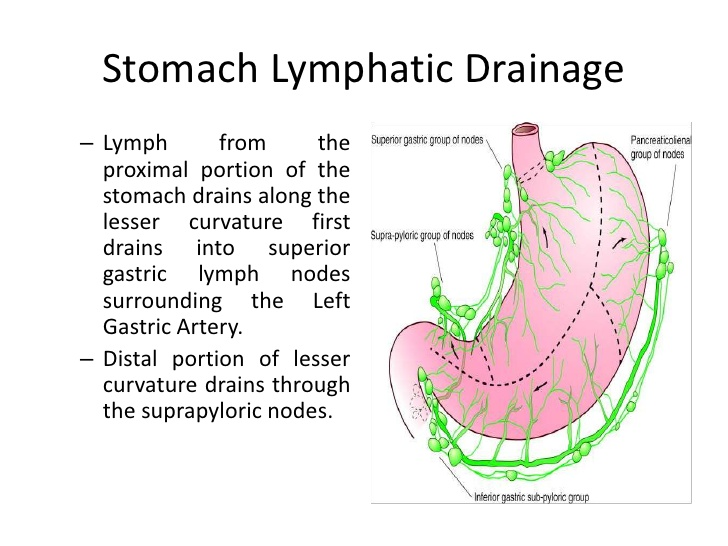 Stomach Lymphatic Drainage
– Lymph from the
proximal portion of the
stomach drains along the
lesser curvature first
drains into superior
gastric lymph nodes
surrounding the Left
Gastric Artery.
– Distal portion of lesser
curvature drains through
the suprapyloric nodes.
Superior gastric group of nodes
Pancreaticolienal
group of nodes
Supra-pyloric group of nodes
Inferior gastric sub-pyloric group